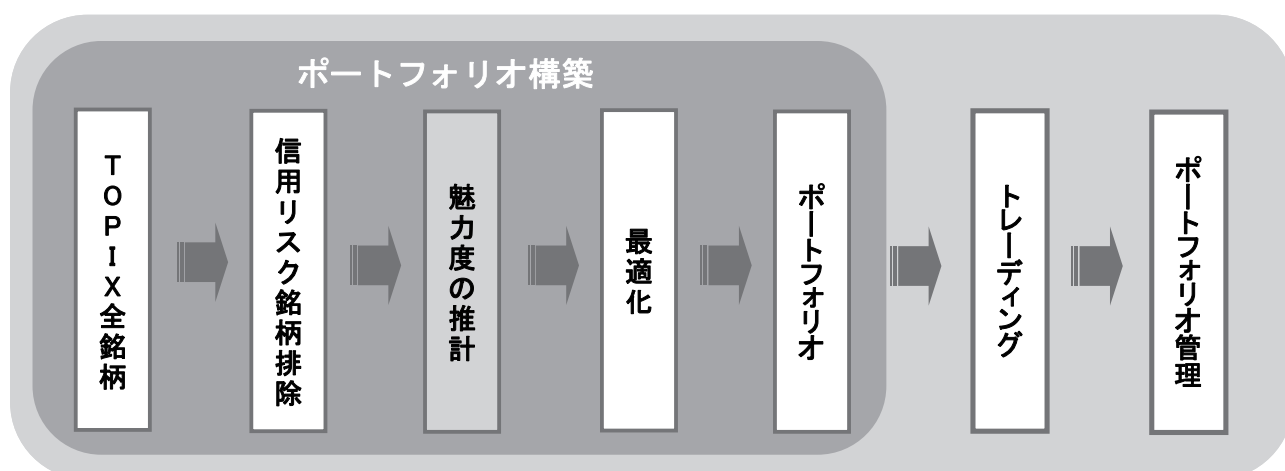 ポートフォリオ構築
TOPIX全銘柄
信用リスク銘柄排除
魅力度の推計
最適化
ポートフォリオ
トレーディング
ポートフォリオ管理